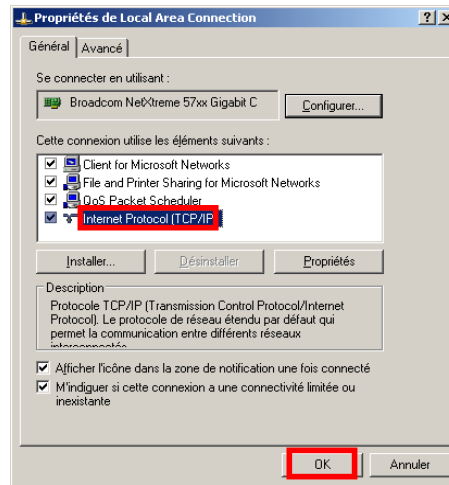 Propriétés de Local Area Connection
Général
Avancé
Se connecter en utilisant :
Broadcom NetXtreme 57xx Gigabit C
Configurer...
Cette connexion utilise les éléments suivants :
Client for Microsoft Networks
File and Printer Sharing for Microsoft Networks
QoS Packet Scheduler
Internet Protocol (TCP/IP
Installer...
Désinstaller
Propriétés
Description
Protocole TCP/IP (Transmission Control Protocol/Internet
Protocol). Le protocole de réseau étendu par défaut qui
permet la communication entre différents réseaux
interconnectés
Afficher l'icône dans la zone de notification une fois connecté
M'indiquer si cette connexion a une connectivité limitée ou
inexistante
OK
Annuler